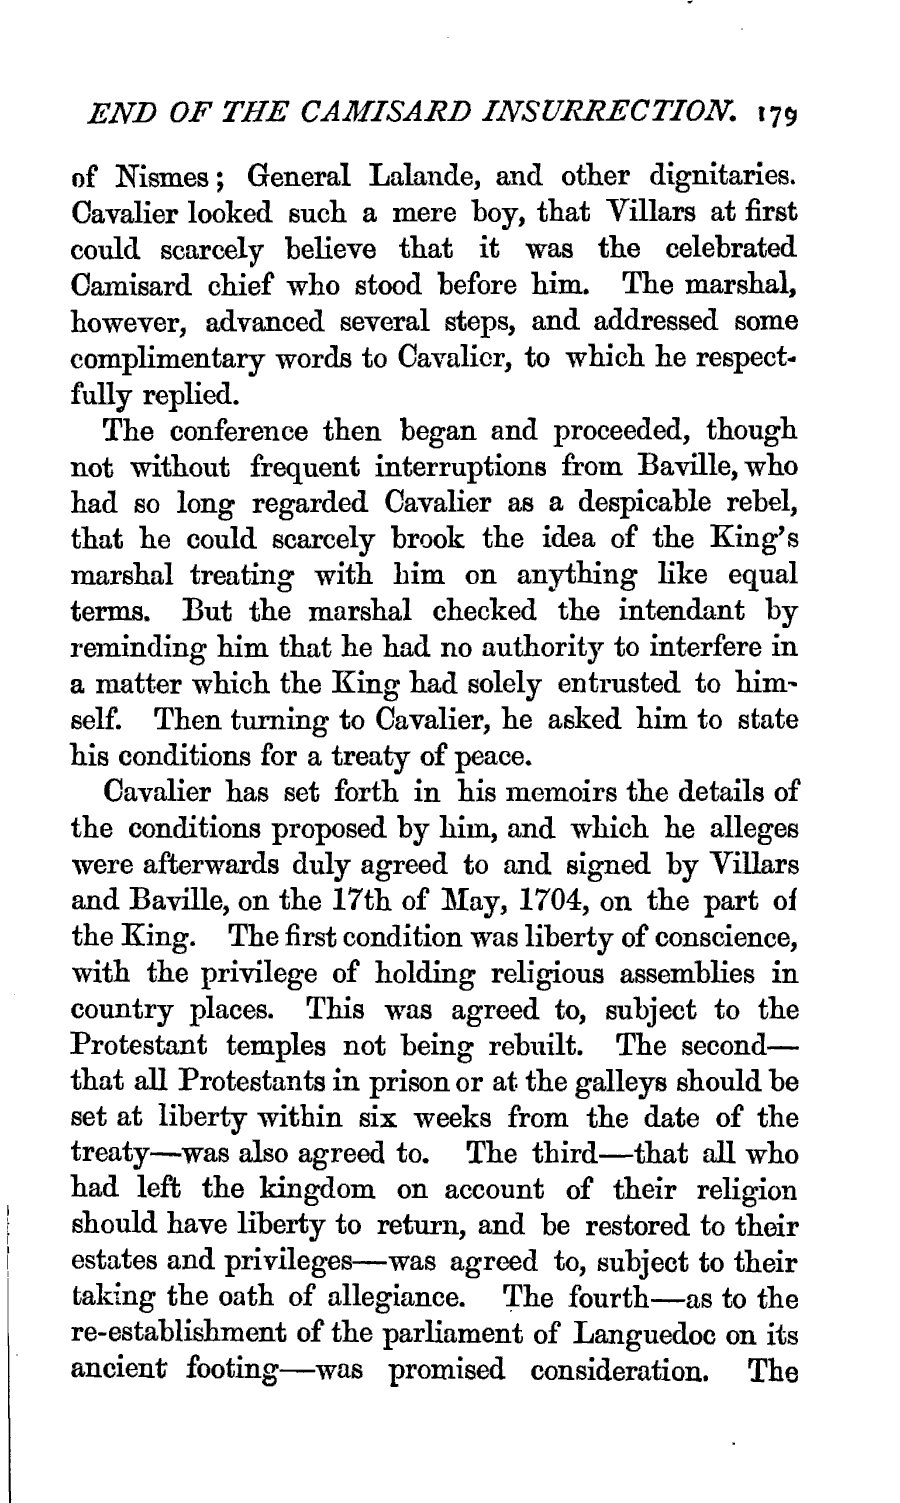 END OF THE CAMISARD INSURRECTION. 179
of Nismes; General Lalande, and other dignitaries.
Cavalier looked such a mere boy, that Villars at first
could scarcely believe that it was the celebrated
Camisard chief who stood before him. The marshal,
however, advanced several steps, and addressed some
complimentary words to Cavalier, to which he respect-
fully replied.
The conference then began and proceeded, though
not without frequent interruptions from Baville, who
had so long regarded Cavalier as a despicable rebel,
that he could scarcely brook the idea of the King's
marshal treating with him on anything like equal
terms. But the marshal checked the intendant by
reminding him that he had no authority to interfere in
a matter which the King had solely entrusted to him-
self. Then turning to Cavalier, he asked him to state
his conditions for a treaty of peace.
Cavalier has set forth in his memoirs the details of
the conditions proposed by him, and which he alleges
were afterwards duly agreed to and signed by Villars
and Baville, on the 17th of May, 1704, on the part of
the King. The first condition was liberty of conscience,
with the privilege of holding religious assemblies in
country places. This was agreed to, subject to the
Protestant temples not being rebuilt. The second—
that all Protestants in prison or at the galleys should be
set at liberty within six weeks from the date of the
treaty—was also agreed to. The third—that all who
had left the kingdom on account of their religion
should have liberty to return, and be restored to their
estates and privileges—was agreed to, subject to their
taking the oath of allegiance. The fourth—as to the
re-establishment of the parliament of Languedoc on its
ancient footing—was promised consideration. The